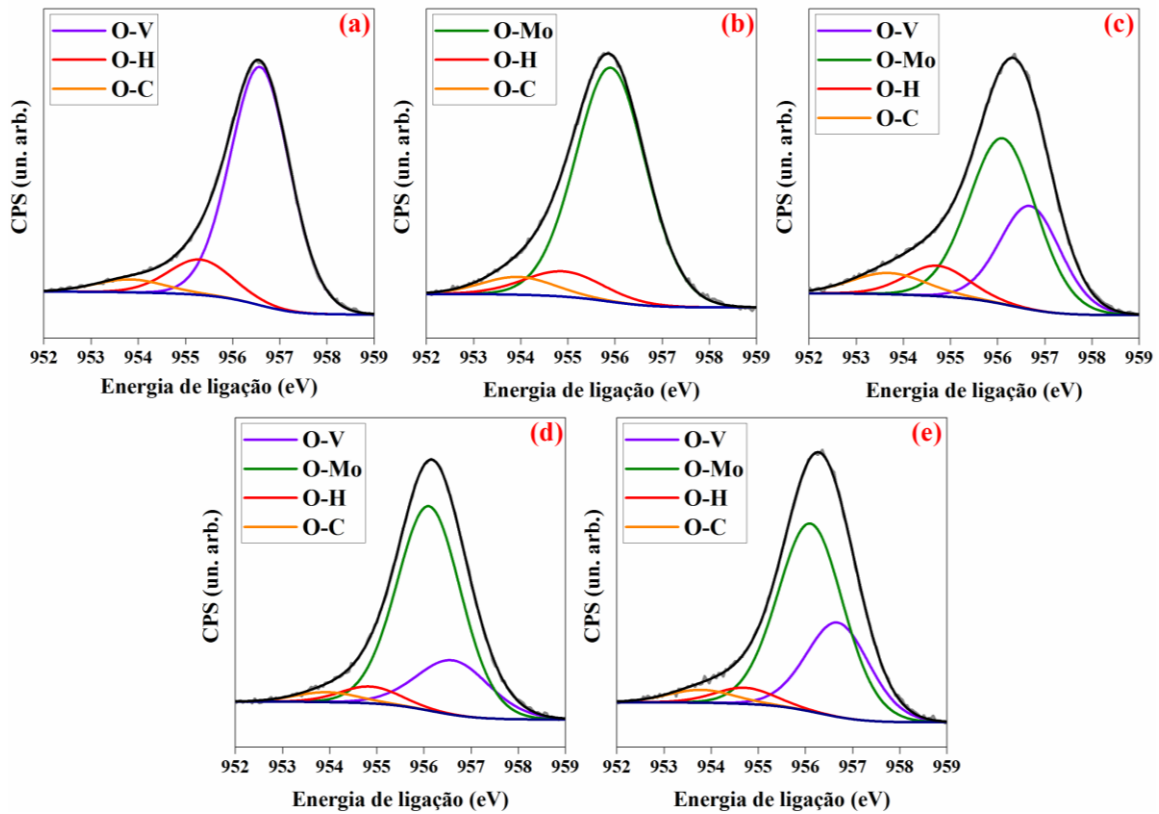 (a)
O-V
O-H
O-C
CPS (un. arb.)
952 953 954 955 956 957 958 959
Energia de ligação (eV)
(b)
O-Mo
O-H
O-C
CPS (un. arb.)
952 953 954 955 956 957 958 959
Energia de ligação (eV)
(c)
O-V
O-Mo
O-H
O-C
CPS (un. arb.)
952 953 954 955 956 957 958 959
Energia de ligação (eV)
(d)
O-V
O-Mo
O-H
O-C
CPS (un. arb.)
952 953 954 955 956 957 958 959
Energia de ligação (eV)
(e)
O-V
O-Mo
O-H
O-C
CPS (un. arb.)
952 953 954 955 956 957 958 959
Energia de ligação (eV)